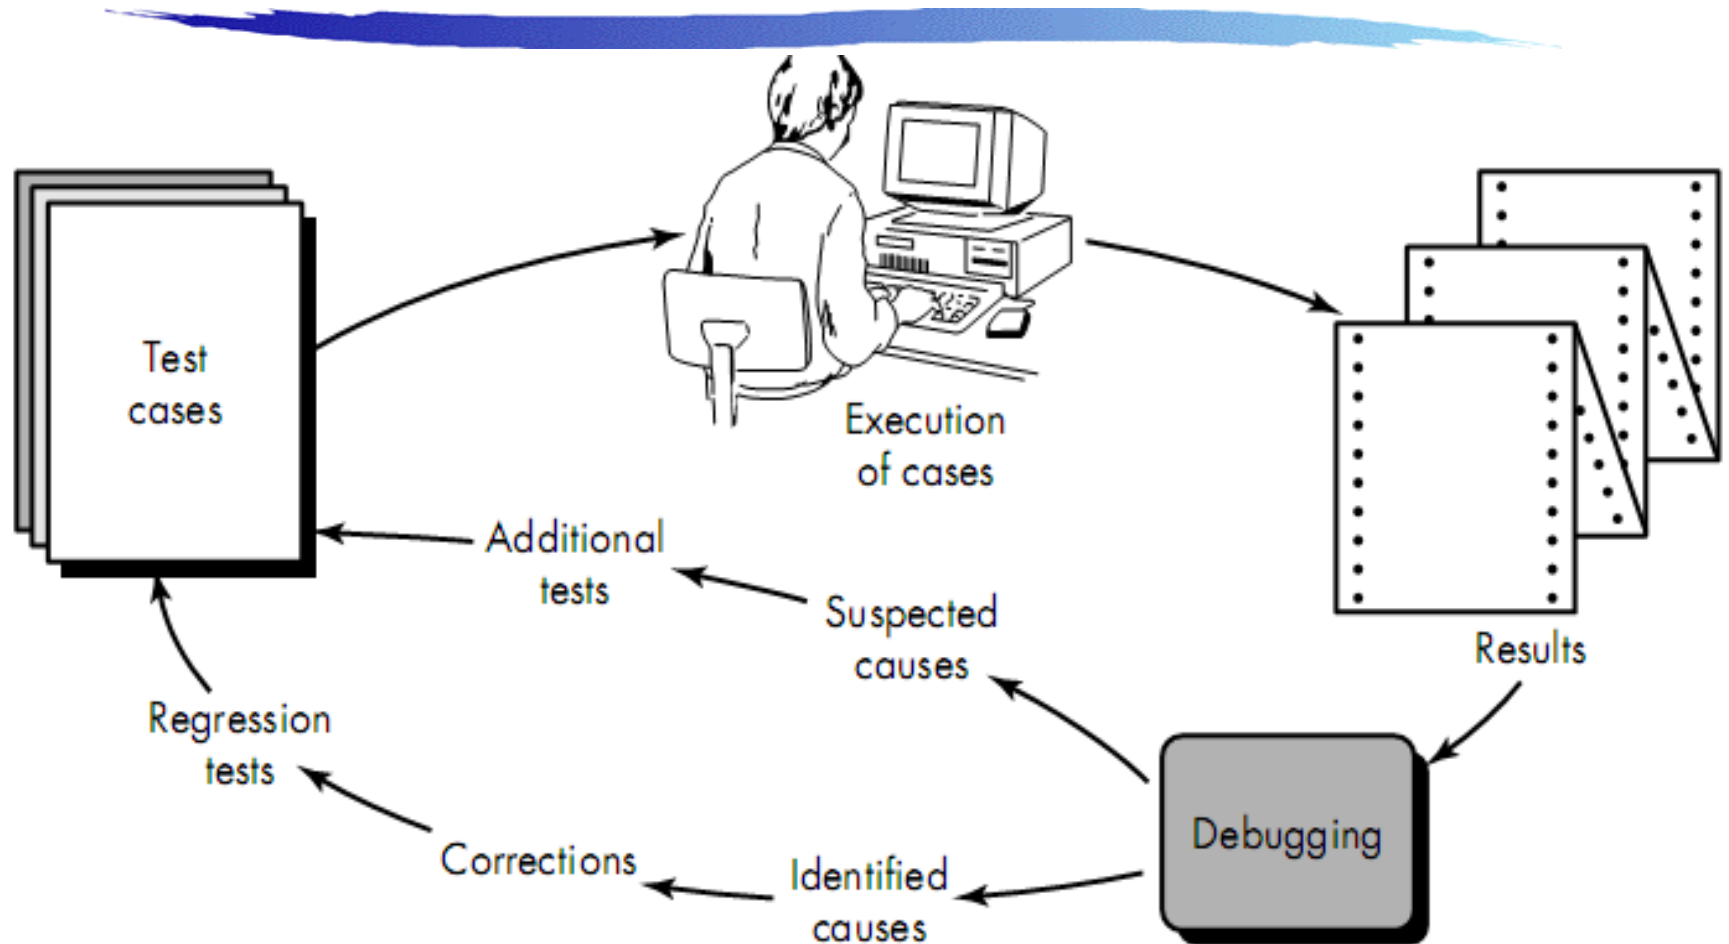 Test
cases
Execution
of cases
Additional
tests
Suspected
causes
Results
Regression
tests
Debugging
Corrections
Identified
causes